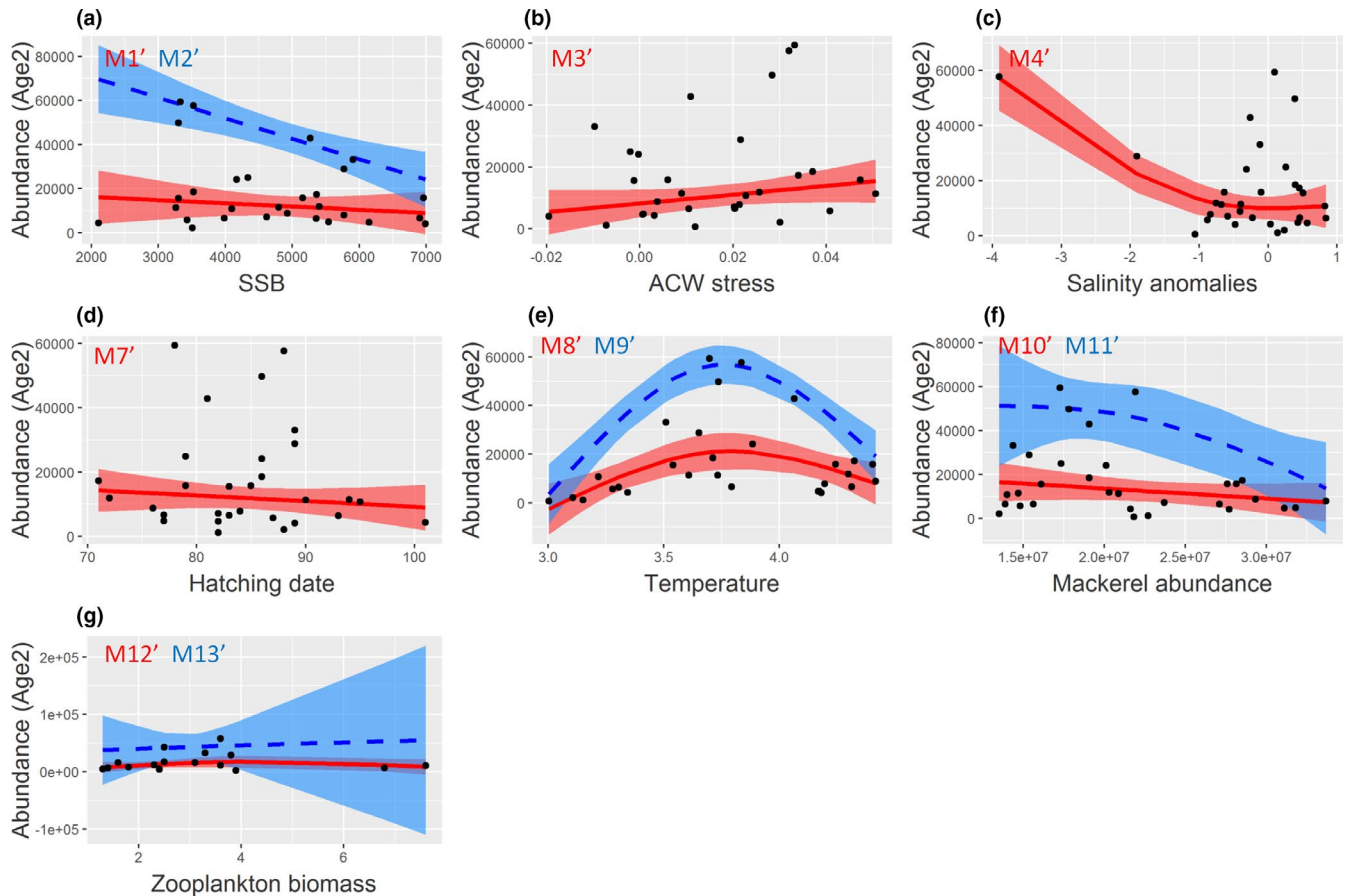 (a)
M1’ M2’
Abundance (Age2)
80000
60000
40000
20000
0
2000 3000 4000 5000 6000 7000
SSB
(b)
M3’
Abundance (Age2)
60000
40000
20000
0
-0.02 0.00 0.02 0.04
ACW stress
(c)
M4’
Abundance (Age2)
60000
40000
20000
0
-4 -3 -2 -1 0 1
Salinity anomalies
(d)
M7’
Abundance (Age2)
60000
40000
20000
0
70 80 90 100
Hatching date
(e)
M8’ M9’
Abundance (Age2)
60000
40000
20000
0
3.0 3.5 4.0
Temperature
(f)
M10’ M11’
Abundance (Age2)
80000
60000
40000
20000
0
1.5e+07 2.0e+07 2.5e+07 3.0e+07
Mackerel abundance
(g)
M12’ M13’
Abundance (Age2)
2e+05
1e+05
0e+00
-1e+05
2 4 6
Zooplankton biomass